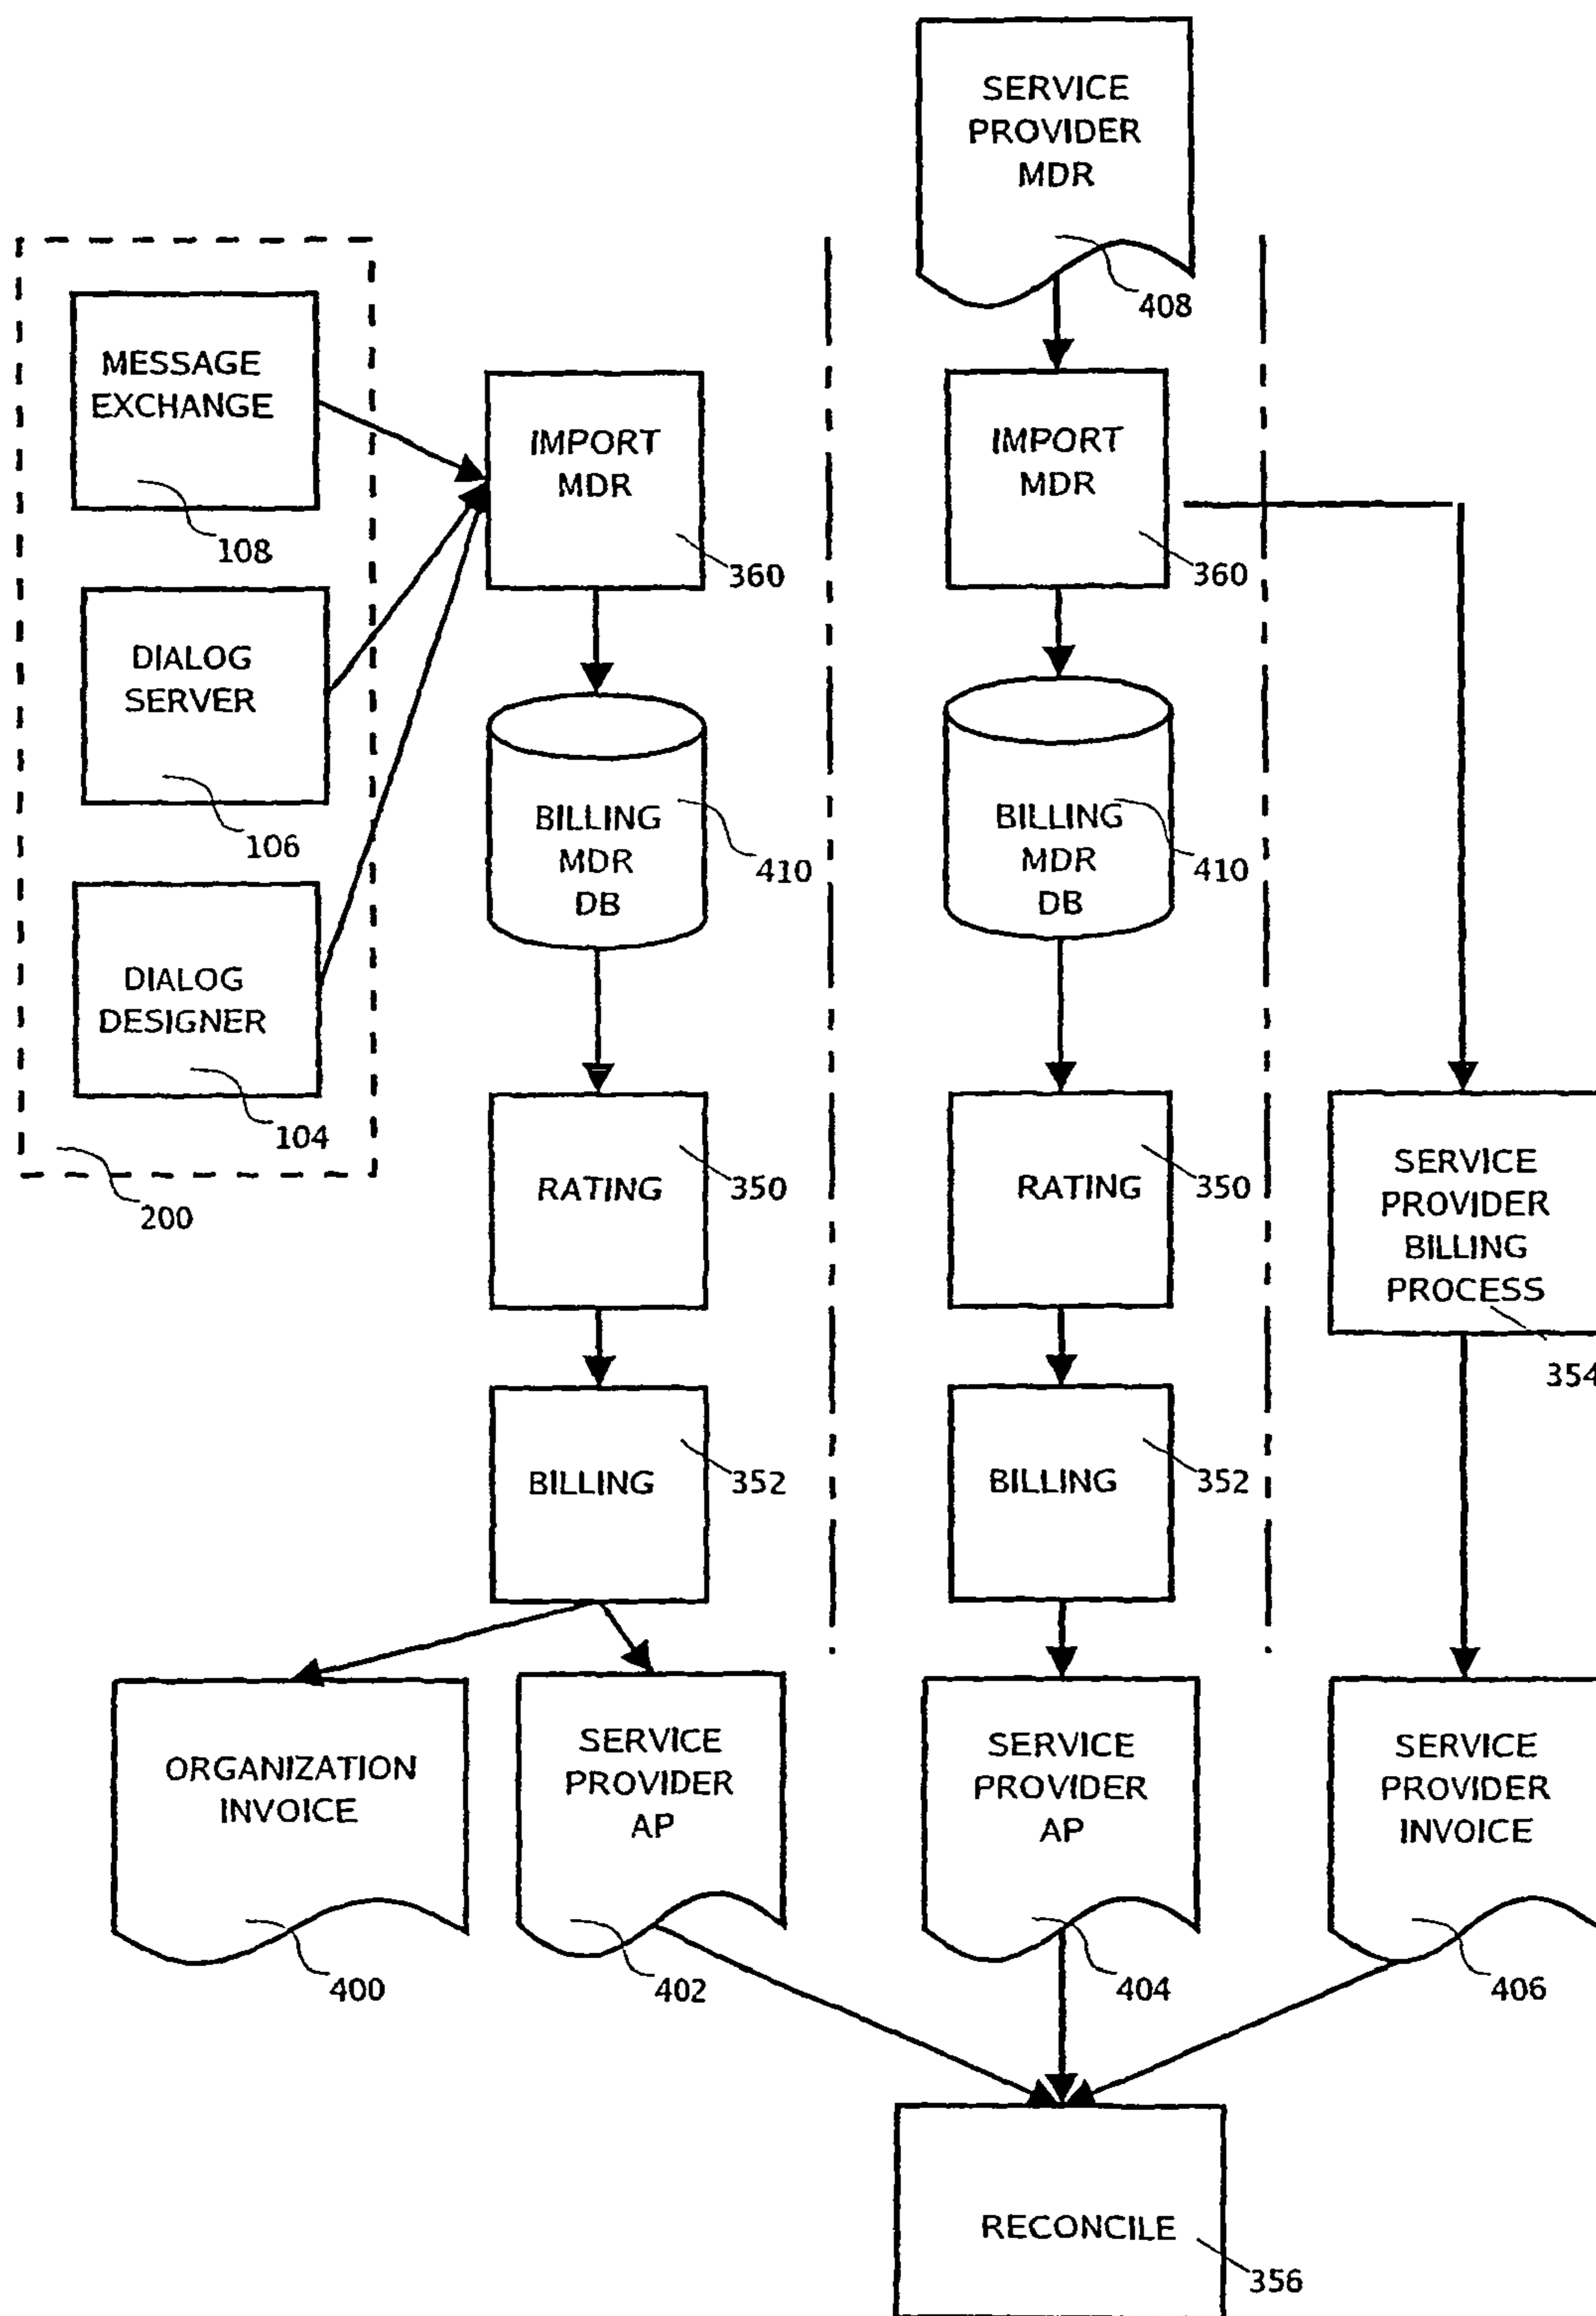 SERVICE
PROVIDER
MDR
408
MESSAGE
EXCHANGE
108
DIALOG
SERVER
106
DIALOG
DESIGNER
104
200
IMPORT
MDR
360
BILLING
MDR
DB
410
RATING
350
BILLING
352
ORGANIZATION
INVOICE
400
SERVICE
PROVIDER
AP
402
IMPORT
MDR
360
BILLING
MDR
DB
410
RATING
350
BILLING
352
SERVICE
PROVIDER
AP
404
SERVICE
PROVIDER
BILLING
PROCESS
354
SERVICE
PROVIDER
INVOICE
406
RECONCILE
356